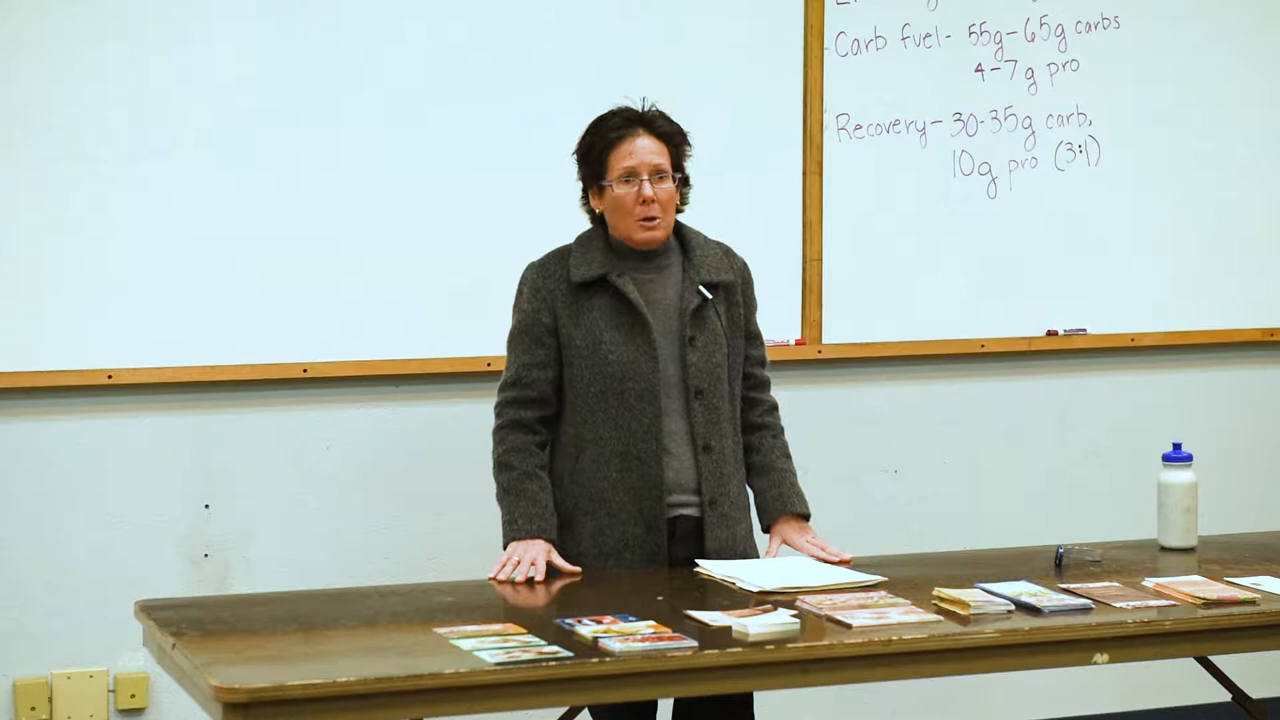 Carb fuel- 55g-65g carbs
4-7g pro
Recovery- 30-35g carb,
10g pro (3:1)